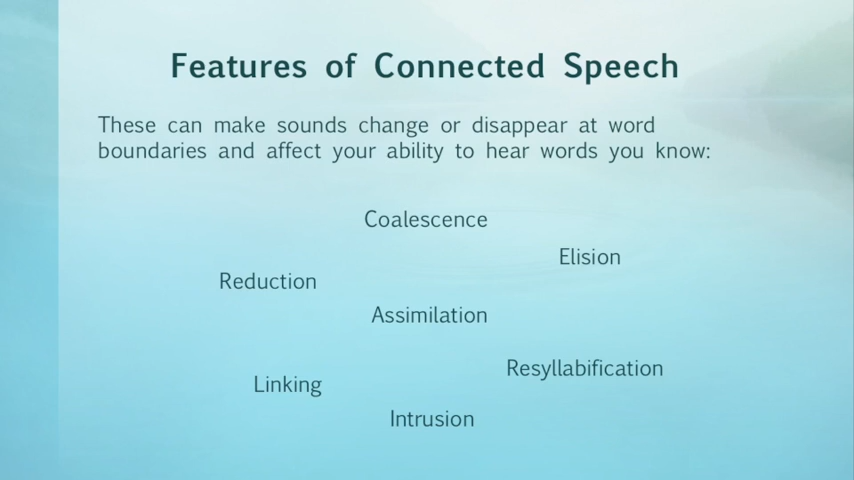 Features of Connected Speech
These can make sounds change or disappear at word
boundaries and affect your ability to hear words you know:
Coalescence
Elision
Reduction
Assimilation
Resyllabification
Linking
Intrusion